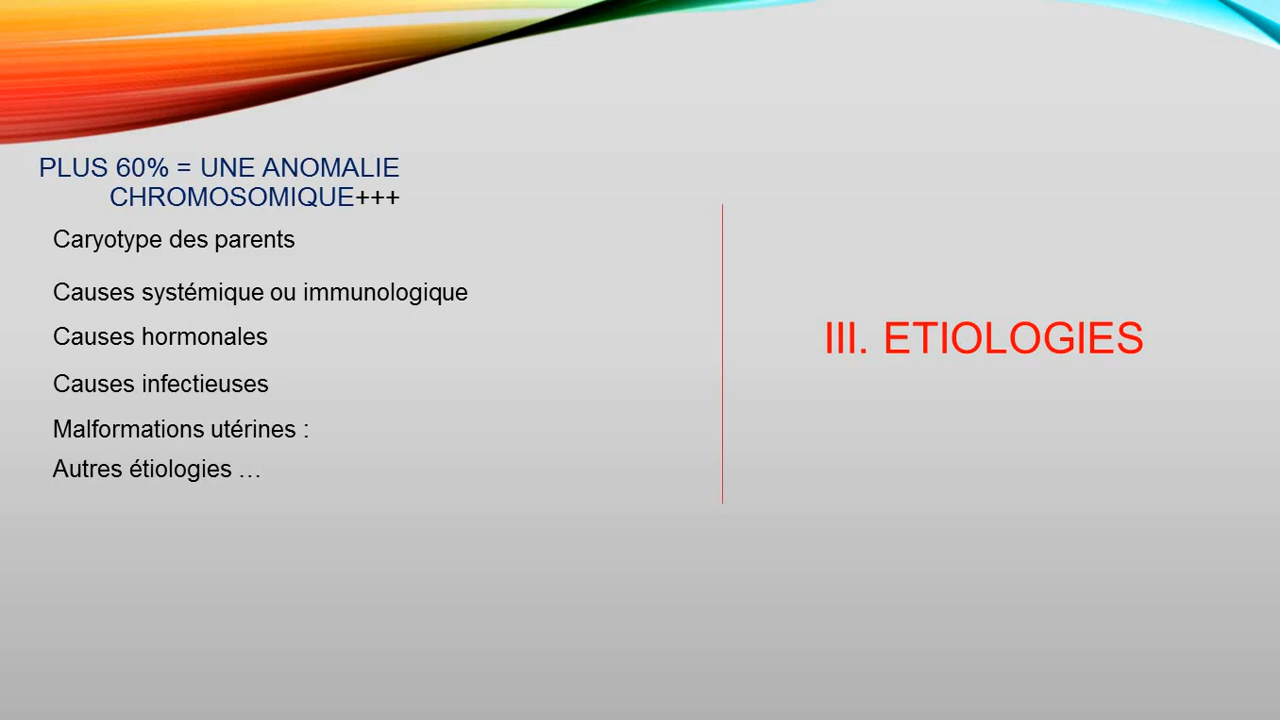 PLUS 60% = UNE ANOMALIE
CHROMOSOMIQUE+++
Caryotype des parents
Causes systémique ou immunologique
Causes hormonales
Causes infectieuses
Malformations utérines :
Autres étiologies …
III. ETIOLOGIES